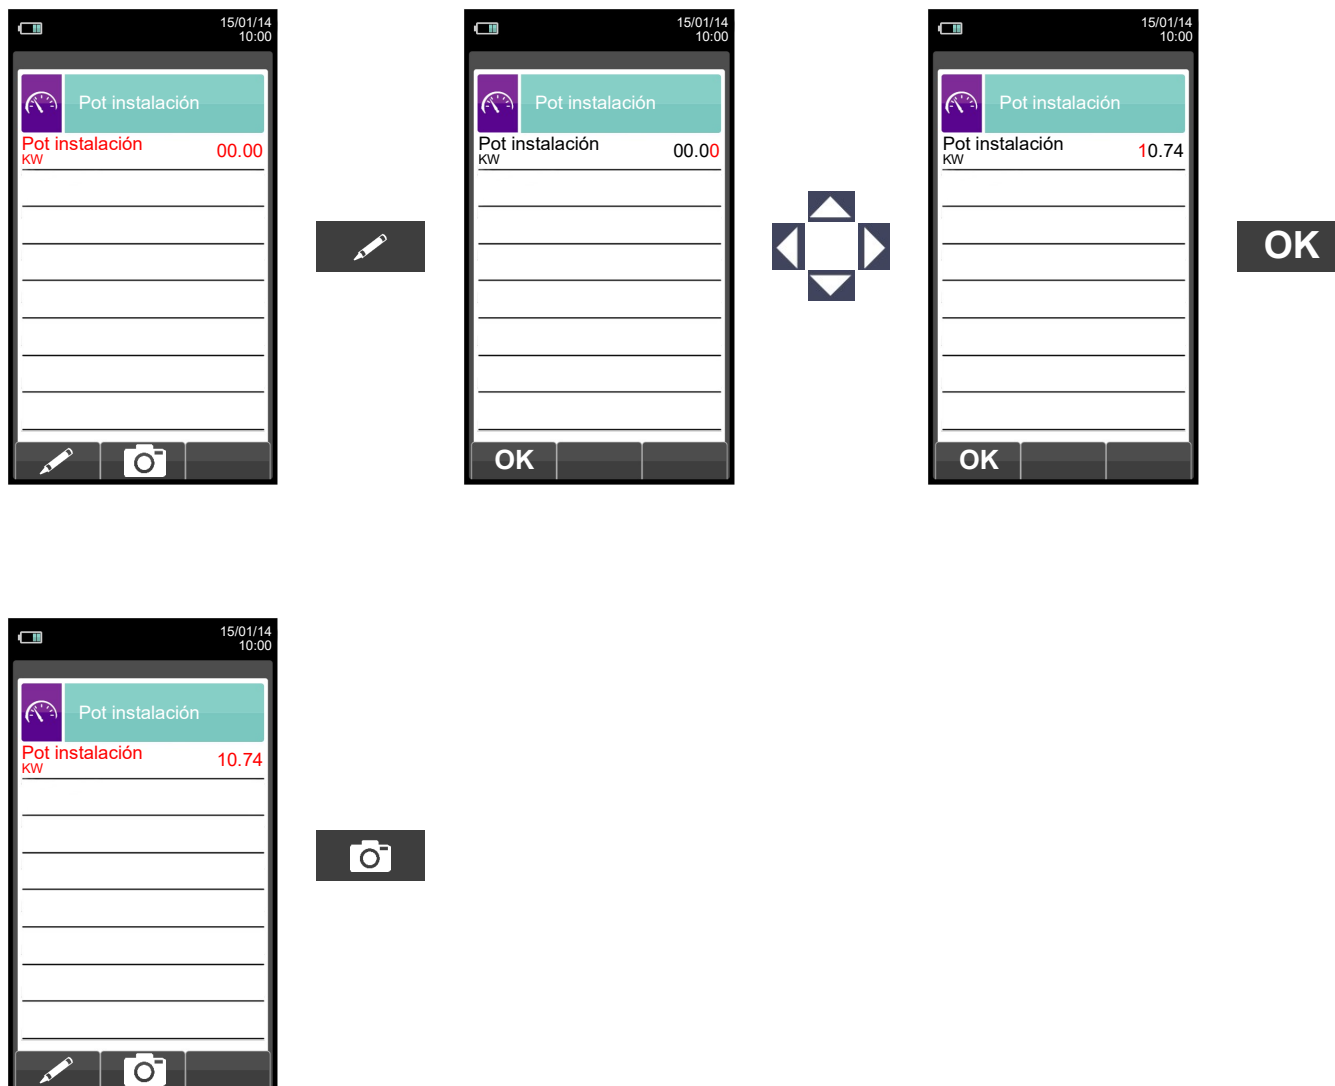 15/01/14
10:00
Pot instalación
Pot instalación 00.00
KW
15/01/14
10:00
Pot instalación
Pot instalación 00.00
KW
OK
15/01/14
10:00
Pot instalación
Pot instalación 10.74
KW
OK
OK
15/01/14
10:00
Pot instalación
Pot instalación 10.74
KW